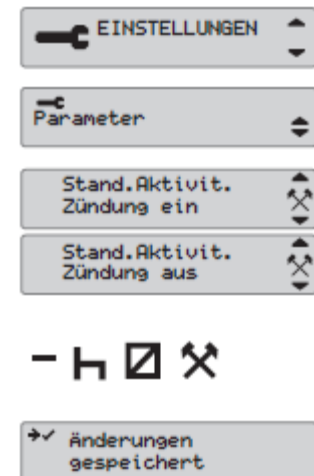 EINSTELLUNGEN
Parameter
Stand.Aktivit.
Zündung ein
Stand.Aktivit.
Zündung aus
Änderungen
gespeichert